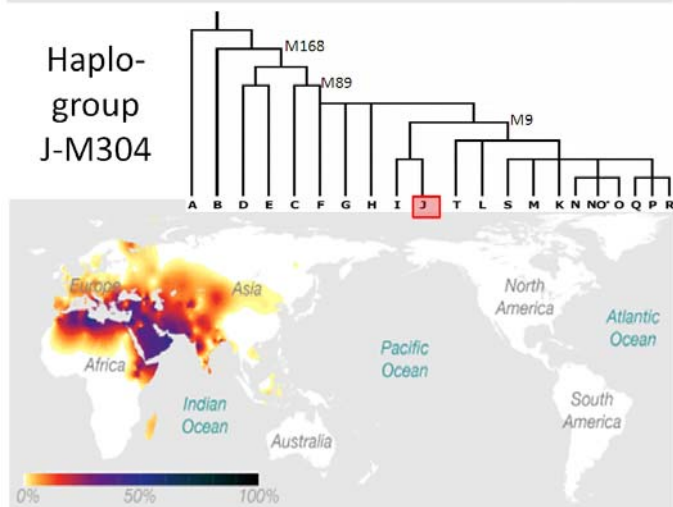 Haplo-
group
J-M304
M168
M89
M9
A B D E C F G H I J T L S M K N NO* O Q P R
Europe
Asia
Africa
Indian
Ocean
Australia
Pacific
Ocean
North
America
Atlantic
Ocean
South
America
0% 50% 100%